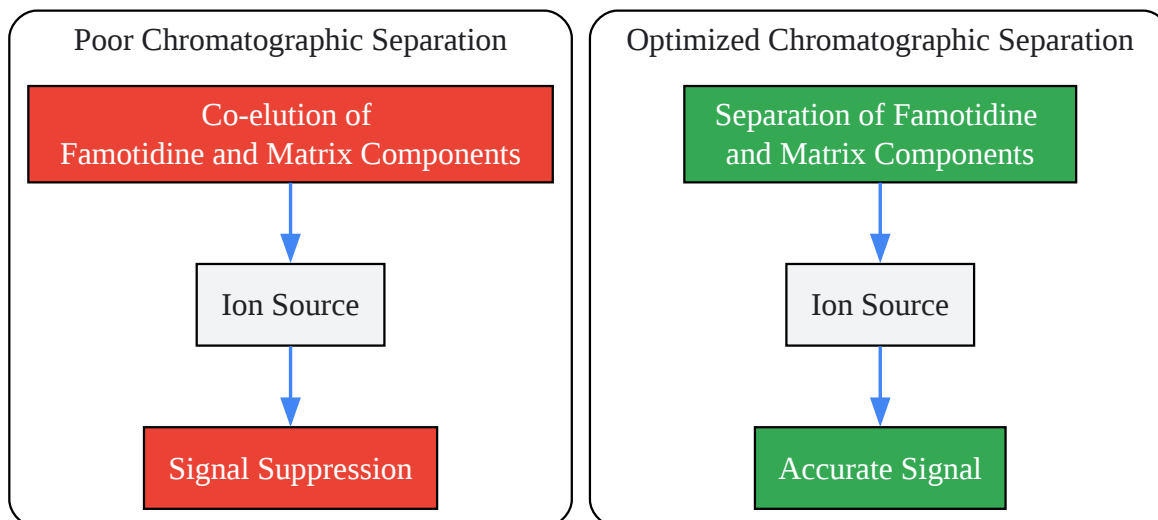 Poor Chromatographic Separation
Co-elution of
Famotidine and Matrix Components
Ion Source
Signal Suppression
Optimized Chromatographic Separation
Separation of Famotidine
and Matrix Components
Ion Source
Accurate Signal